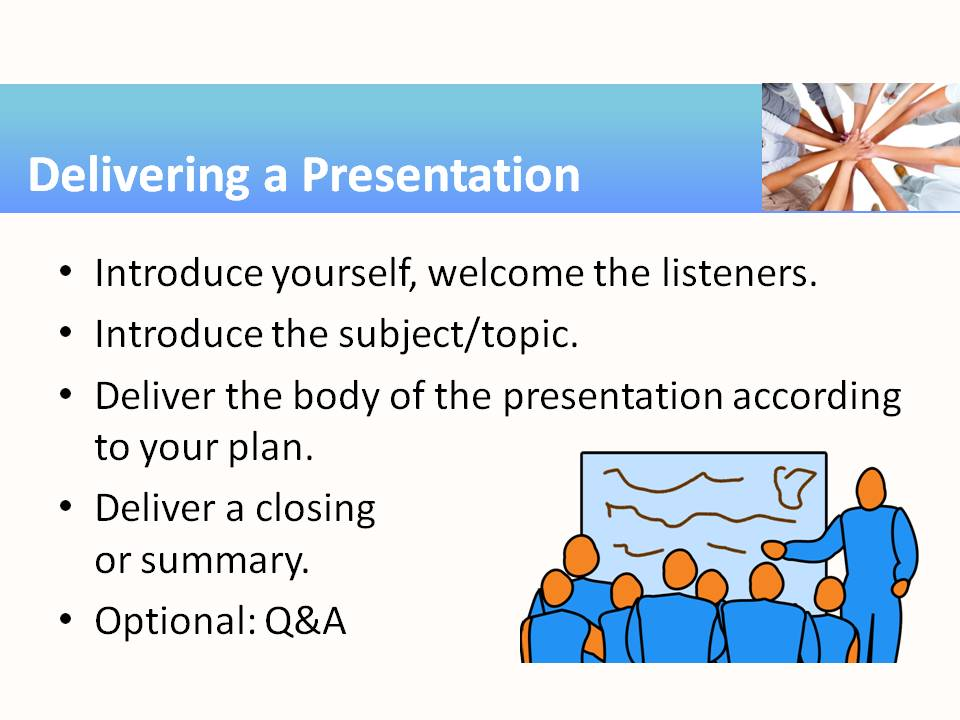 Delivering a Presentation
• Introduce yourself, welcome the listeners.
• Introduce the subject/topic.
• Deliver the body of the presentation according
to your plan.
• Deliver a closing
or summary.
• Optional: Q&A